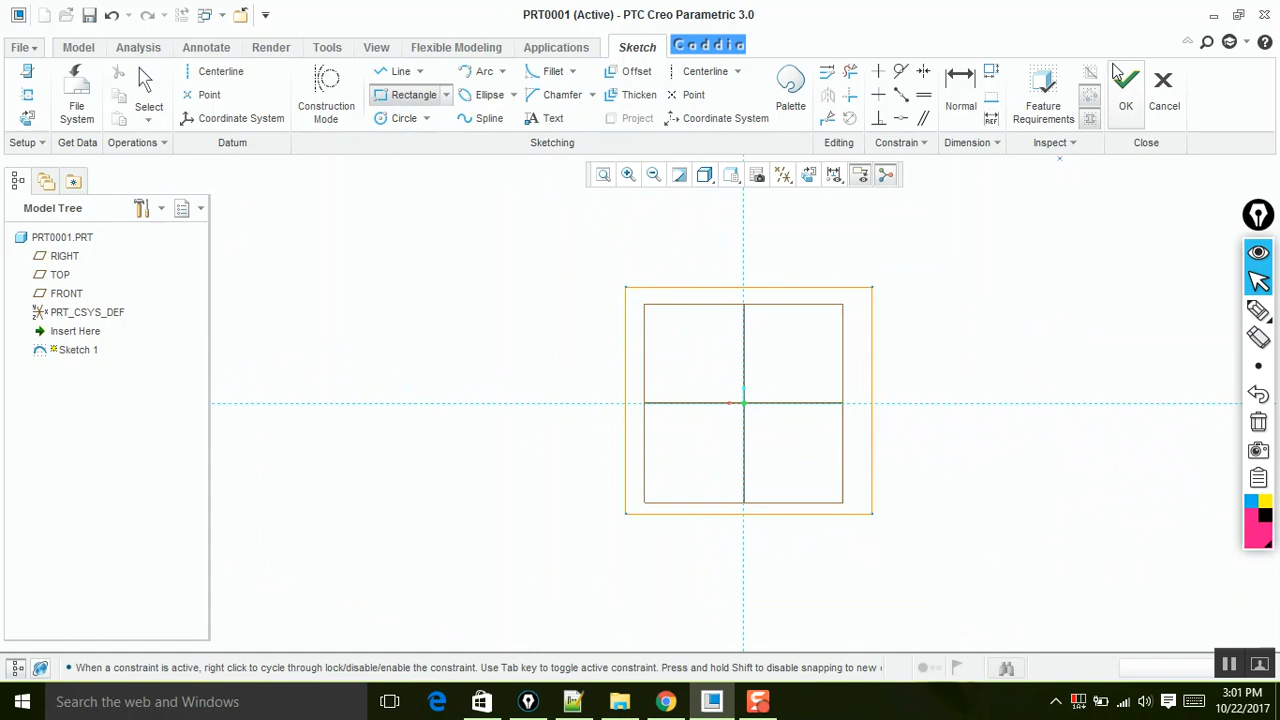 PRT0001 (Active) - PTC Creo Parametric 3.0
File
Model
Analysis
Annotate
Render
Tools
View
Flexible Modeling
Applications
Sketch
Caddia
Line
Arc
Fillet
Offset
Centerline
Centerline
Point
Coordinate System
Rectangle
Ellipse
Chamfer
Thicken
Point
Circle
Spline
Text
Project
Coordinate System
File System
Select
Construction Mode
Palette
Normal
Feature Requirements
OK
Cancel
Setup
Get Data
Operations
Datum
Sketching
Editing
Constrain
Dimension
Inspect
Close
REF
Model Tree
PRT0001.PRT
RIGHT
TOP
FRONT
PRT_CSYS_DEF
Insert Here
Sketch 1
When a constraint is active, right click to cycle through lock/disable/enable the constraint. Use Tab key to toggle active constraint. Press and hold Shift to disable snapping to new
Search the web and Windows
3:01 PM
10/22/2017